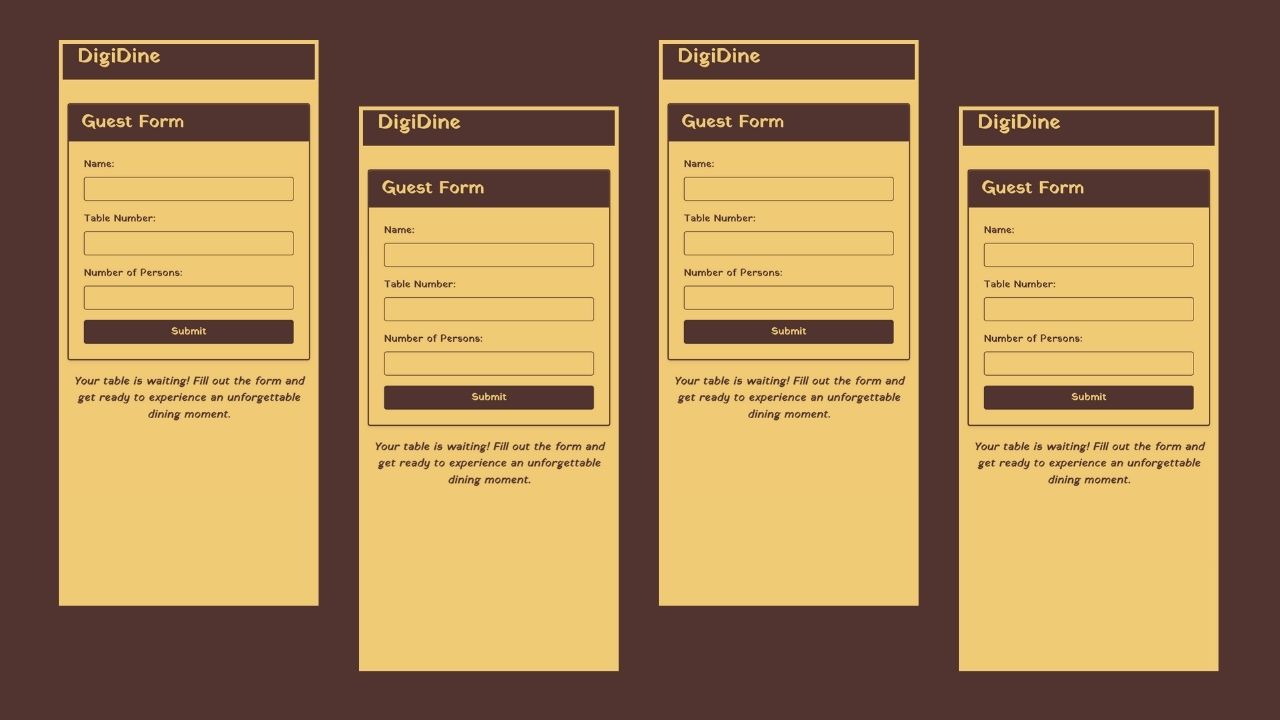 DigiDine
Guest Form
Name:
Table Number:
Number of Persons:
Submit
Your table is waiting! Fill out the form and
get ready to experience an unforgettable
dining moment.
DigiDine
Guest Form
Name:
Table Number:
Number of Persons:
Submit
Your table is waiting! Fill out the form and
get ready to experience an unforgettable
dining moment.
DigiDine
Guest Form
Name:
Table Number:
Number of Persons:
Submit
Your table is waiting! Fill out the form and
get ready to experience an unforgettable
dining moment.
DigiDine
Guest Form
Name:
Table Number:
Number of Persons:
Submit
Your table is waiting! Fill out the form and
get ready to experience an unforgettable
dining moment.